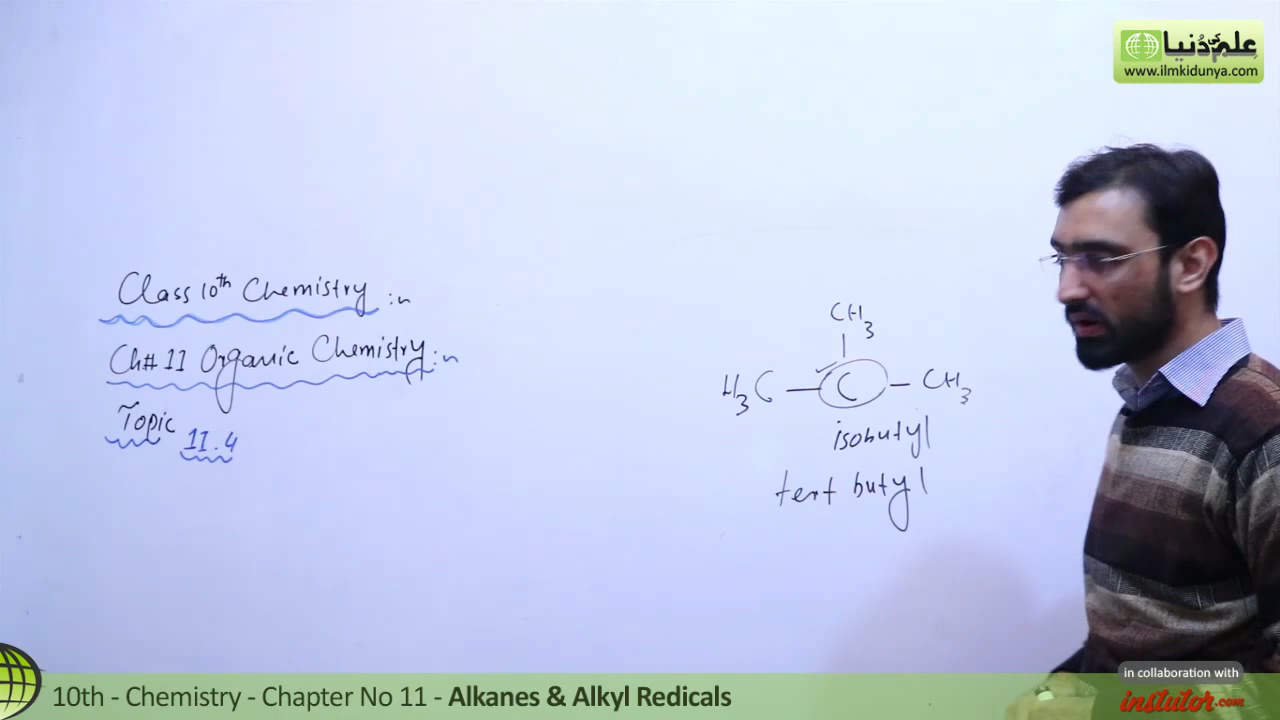 علم کی دُنیا
www.ilmkidunya.com
Class 10th Chemistry :~
Ch# 11 Organic Chemistry :~
Topic
11.4
CH3
H3C — C — CH3
isobutyl
tert butyl
in collaboration with
instutor.com
10th - Chemistry - Chapter No 11 - Alkanes & Alkyl Redicals